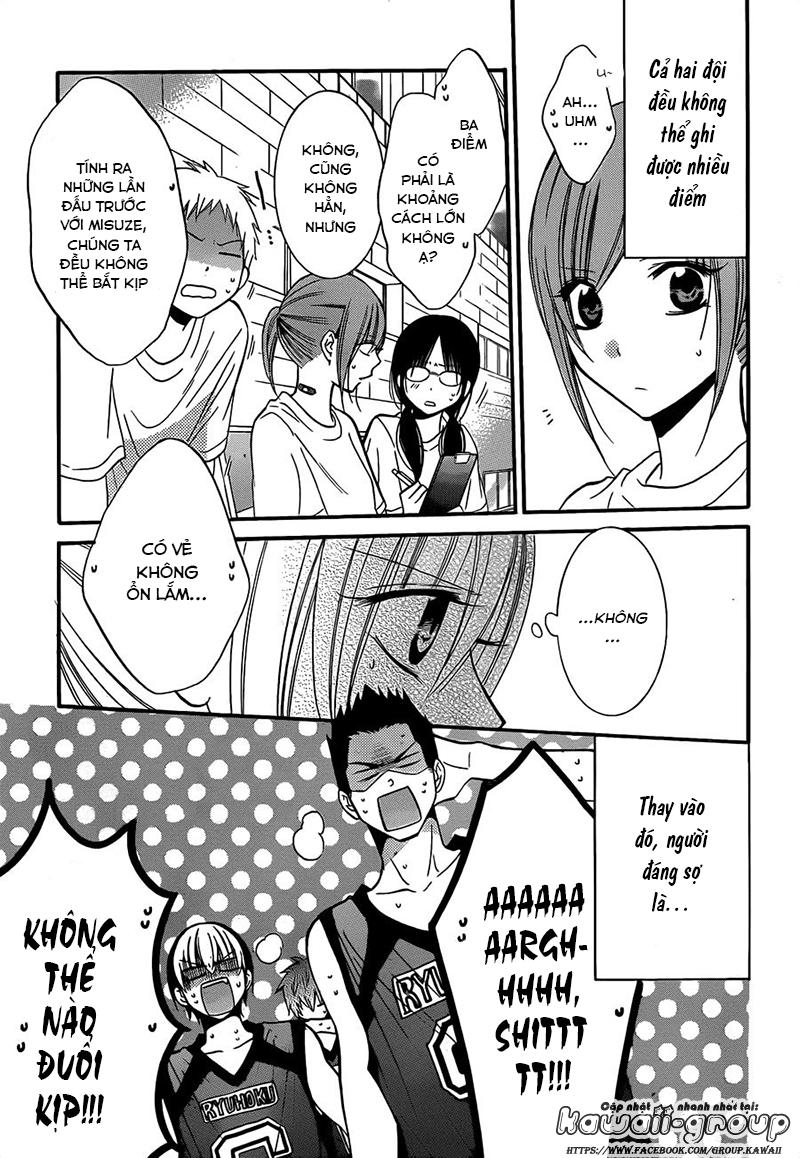 Cả hai đội
đều không
thể ghi
được nhiều
điểm
AH...
UHM
...
BA
ĐIỂM
CÓ
PHẢI LÀ
KHOẢNG
CÁCH LỚN
KHÔNG
Ạ?
KHÔNG,
CŨNG
KHÔNG
HẲN,
NHƯNG
TÍNH RA
NHỮNG LẦN
ĐẤU TRƯỚC
VỚI MISUZE,
CHÚNG TA
ĐỀU KHÔNG
THỂ BẮT KỊP
...KHÔNG
...
CÓ VẺ
KHÔNG
ỔN LẮM...
Thay vào
đó, người
đáng sợ
là...
AAAAAA
AARGH-
HHHH,
SHITTT
TT!!!
KHÔNG
THỂ
NÀO
ĐUỔI
KỊP!!!
RYU
RYUHOKU
Cập nhật nhanh nhất tại:
Kawaii-group
HTTPS://WWW.FACEBOOK.COM/GROUP.KAWAII